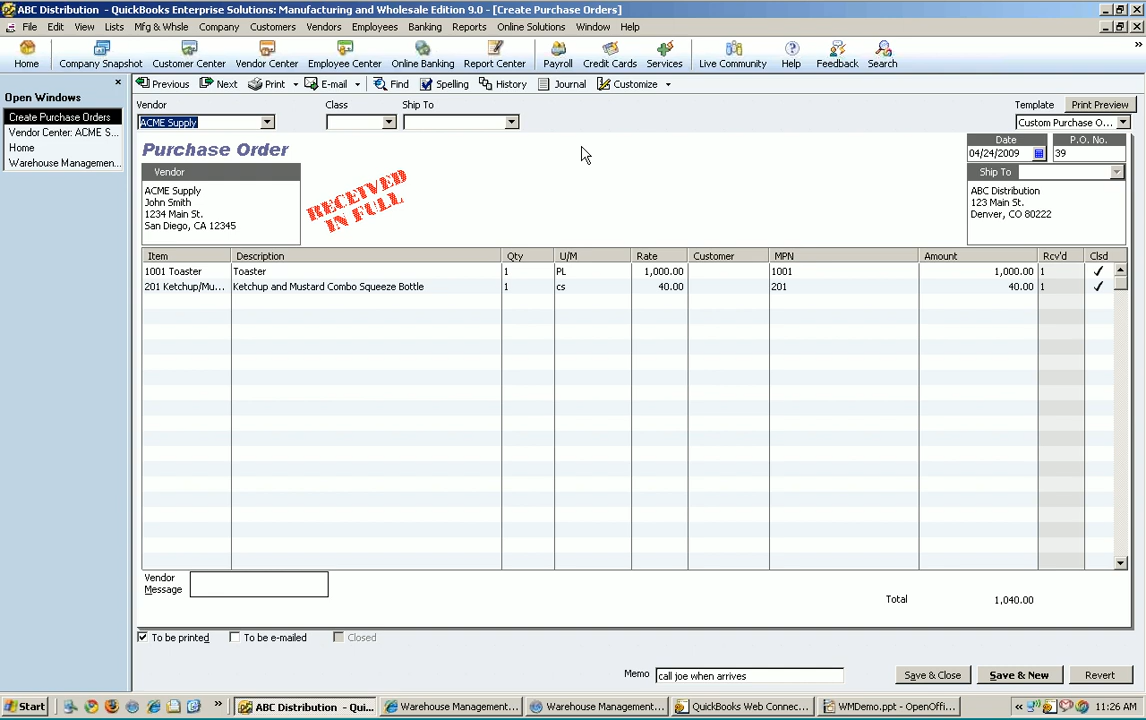 ABC Distribution - QuickBooks Enterprise Solutions: Manufacturing and Wholesale Edition 9.0 - [Create Purchase Orders]
File Edit View Lists Mfg & Whsle Company Customers Vendors Employees Banking Reports Online Solutions Window Help
Home Company Snapshot Customer Center Vendor Center Employee Center Online Banking Report Center Payroll Credit Cards Services Live Community Help Feedback Search
Open Windows
Create Purchase Orders
Vendor Center: ACME S...
Home
Warehouse Managemen...
Previous Next Print E-mail Find Spelling History Journal Customize
Vendor Class Ship To Template Print Preview
ACME Supply Custom Purchase O...
Purchase Order
Date P.O. No.
04/24/2009 39
Vendor
ACME Supply
John Smith
1234 Main St.
San Diego, CA 12345
RECEIVED
IN FULL
Ship To
ABC Distribution
123 Main St.
Denver, CO 80222
Item Description Qty U/M Rate Customer MPN Amount Rcv'd Clsd
1001 Toaster Toaster 1 PL 1,000.00 1001 1,000.00 1 ✓
201 Ketchup/Mu... Ketchup and Mustard Combo Squeeze Bottle 1 cs 40.00 201 40.00 1 ✓
Vendor
Message
Total 1,040.00
To be printed To be e-mailed Closed
Memo call joe when arrives Save & Close Save & New Revert
Start » ABC Distribution - Qui... Warehouse Management... Warehouse Management... QuickBooks Web Connec... WMDemo.ppt - OpenOffi... « 11:26 AM